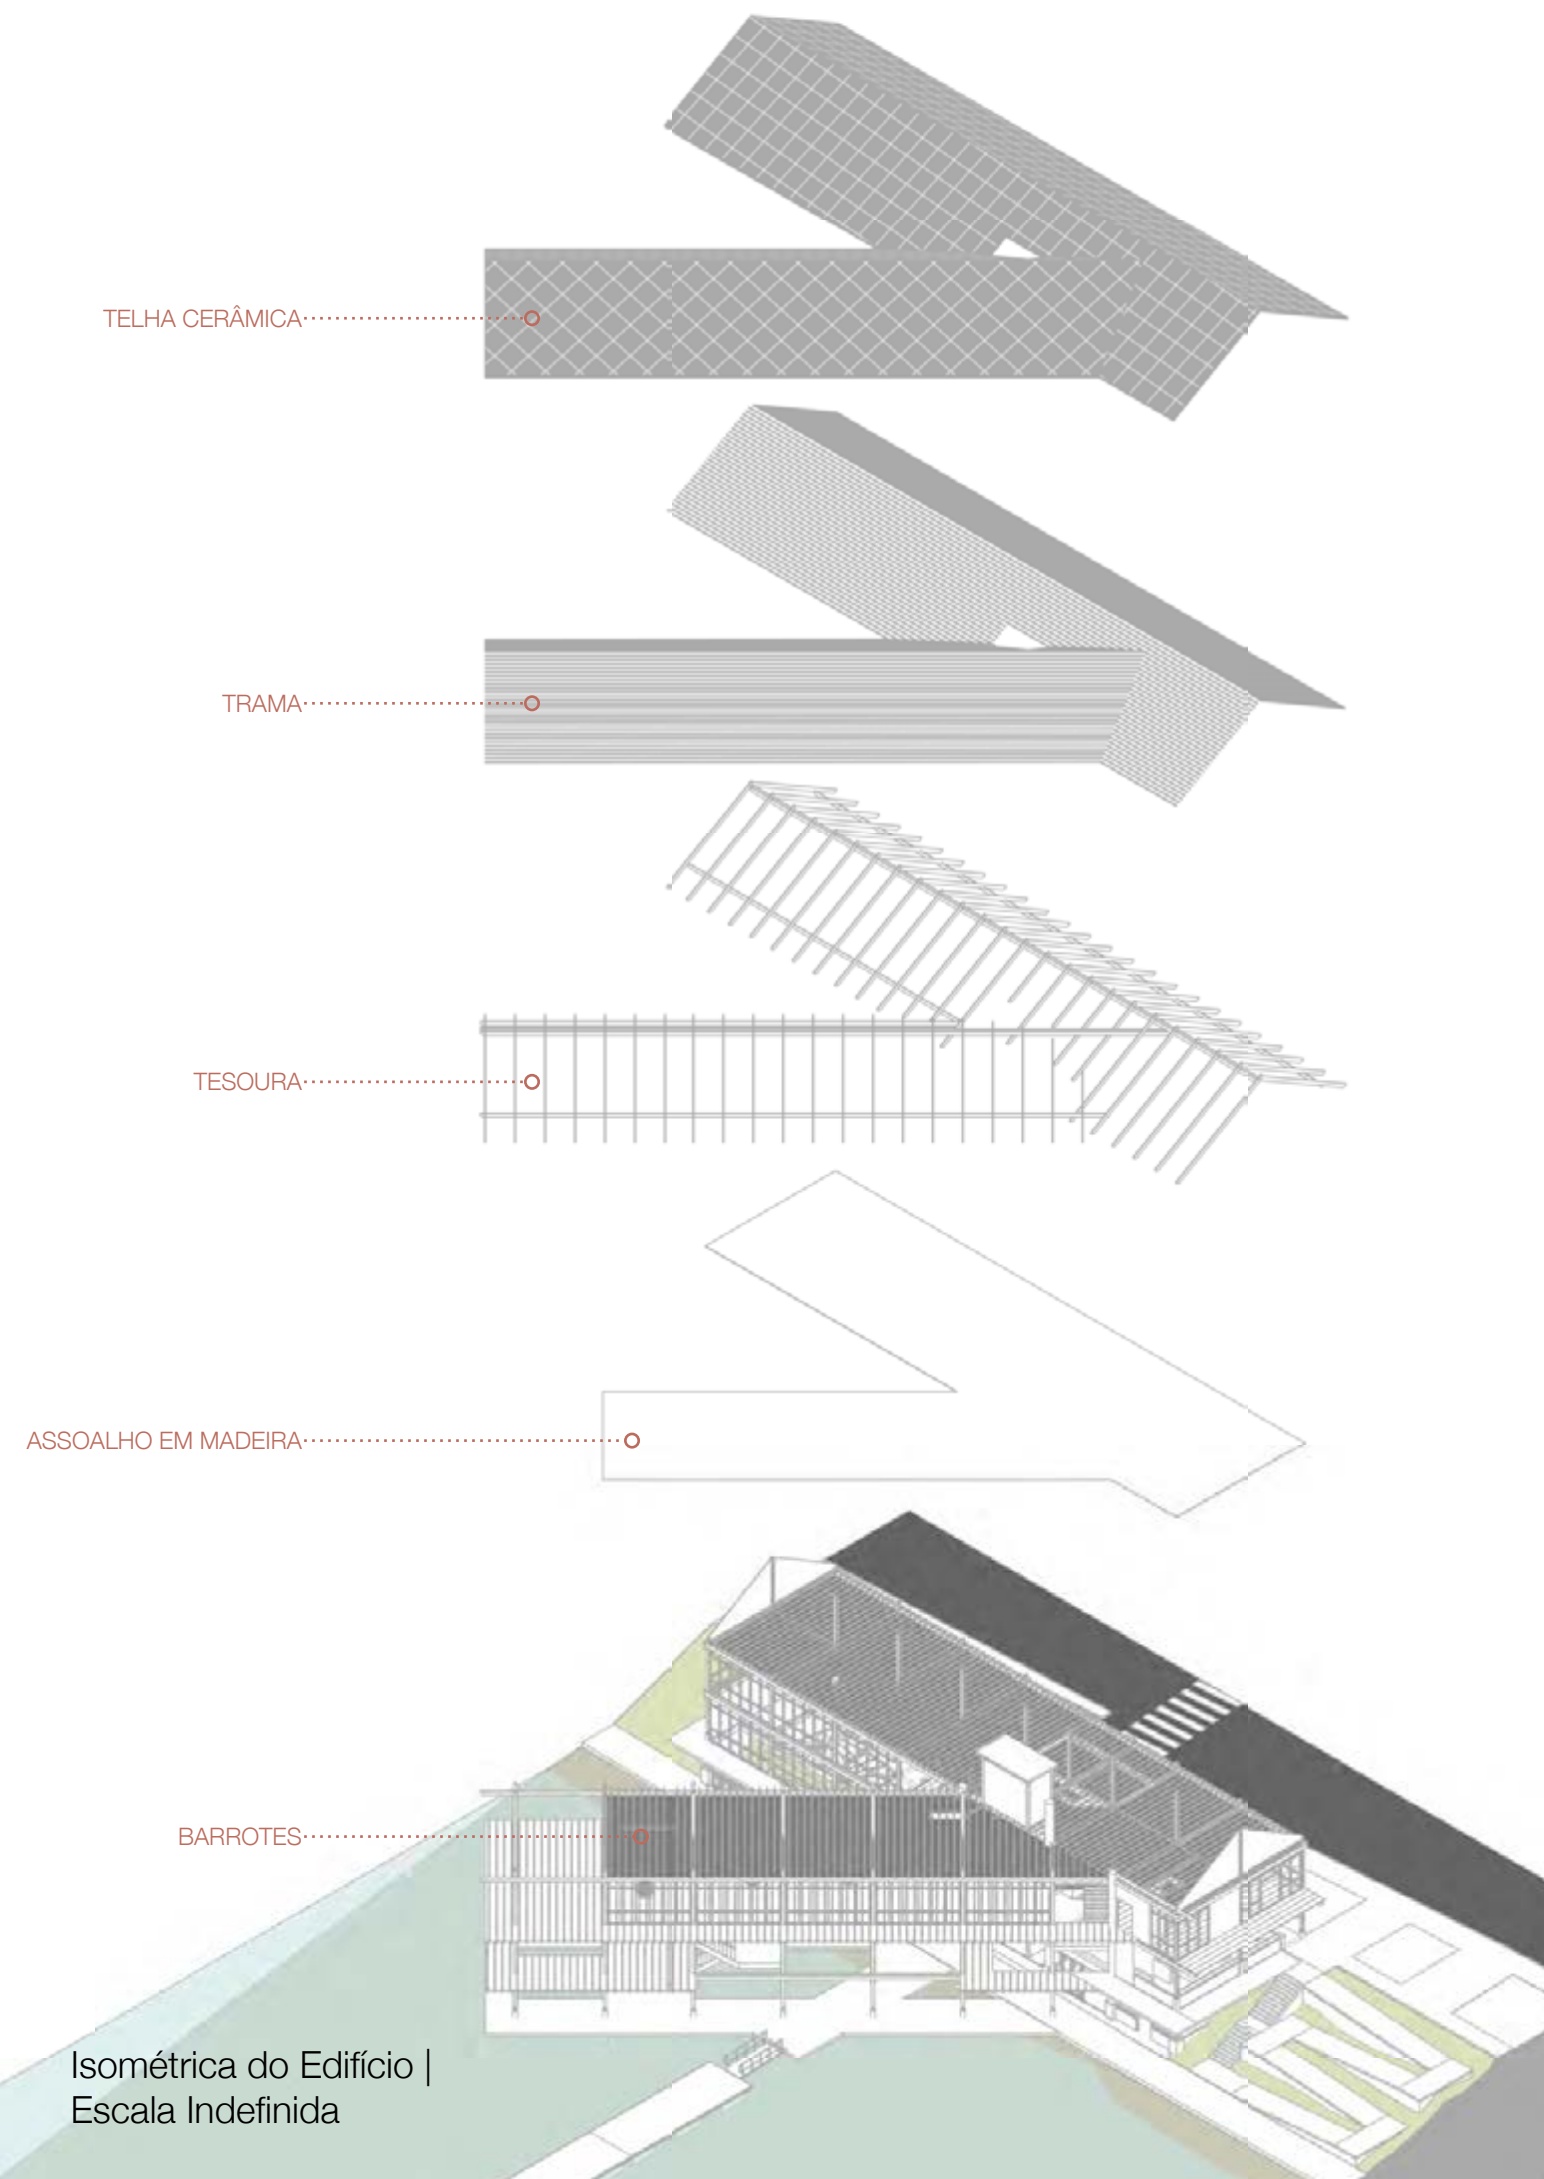 TELHA CERÂMICA
TRAMA
TESOURA
ASSOALHO EM MADEIRA
BARROTES
Isométrica do Edifício |
Escala Indefinida